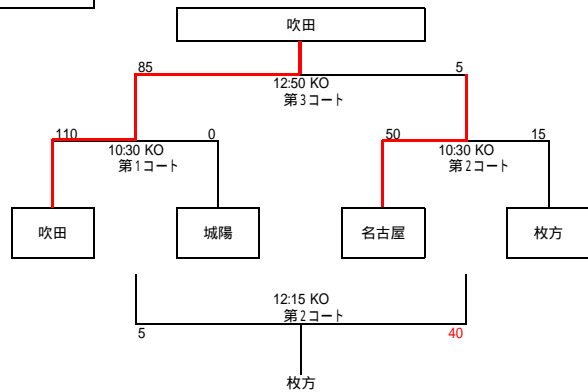 吹田
85
5
12:50 KO
第3コート
110
0
50
15
10:30 KO
第1コート
10:30 KO
第2コート
吹田
城陽
名古屋
枚方
12:15 KO
第2コート
5
40
枚方